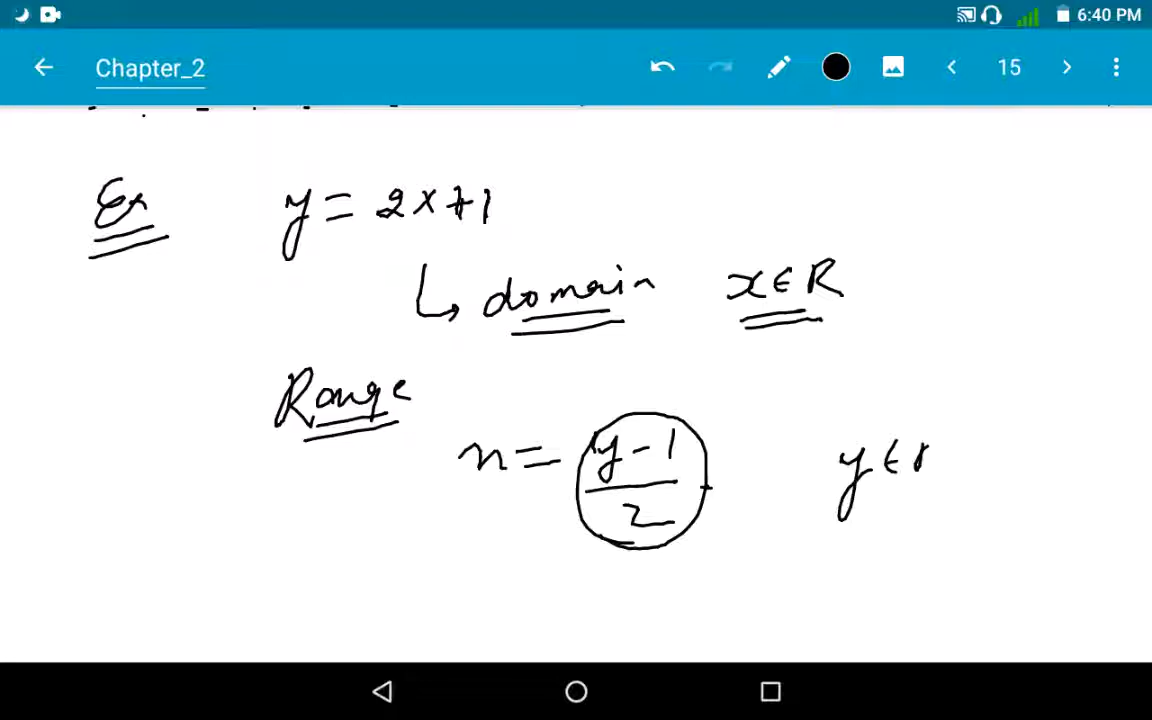 6:40 PM
Chapter_2
15
Ex y = 2x+1
↳ domain x ∈ R
Range
x = y-1
2
y ∈